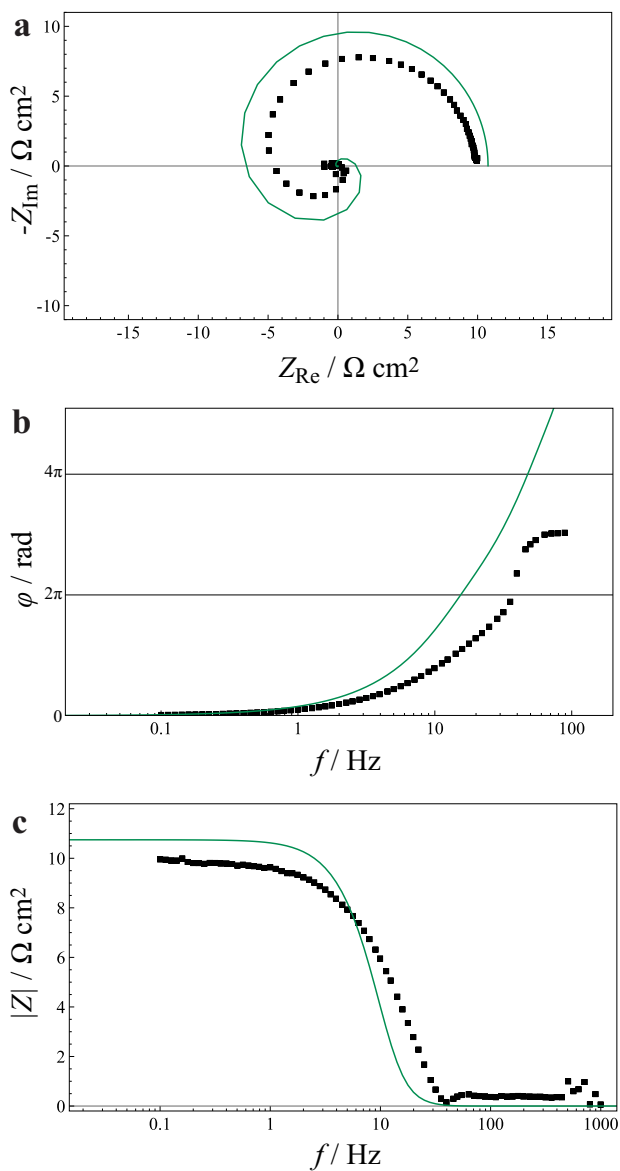 a
10
5
0
-5
-10
-Z_Im / Ω cm²
-15 -10 -5 0 5 10 15
Z_Re / Ω cm²
b
4π
2π
0
φ / rad
0.1 1 10 100
f / Hz
c
12
10
8
6
4
2
0
|Z| / Ω cm²
0.1 1 10 100 1000
f / Hz